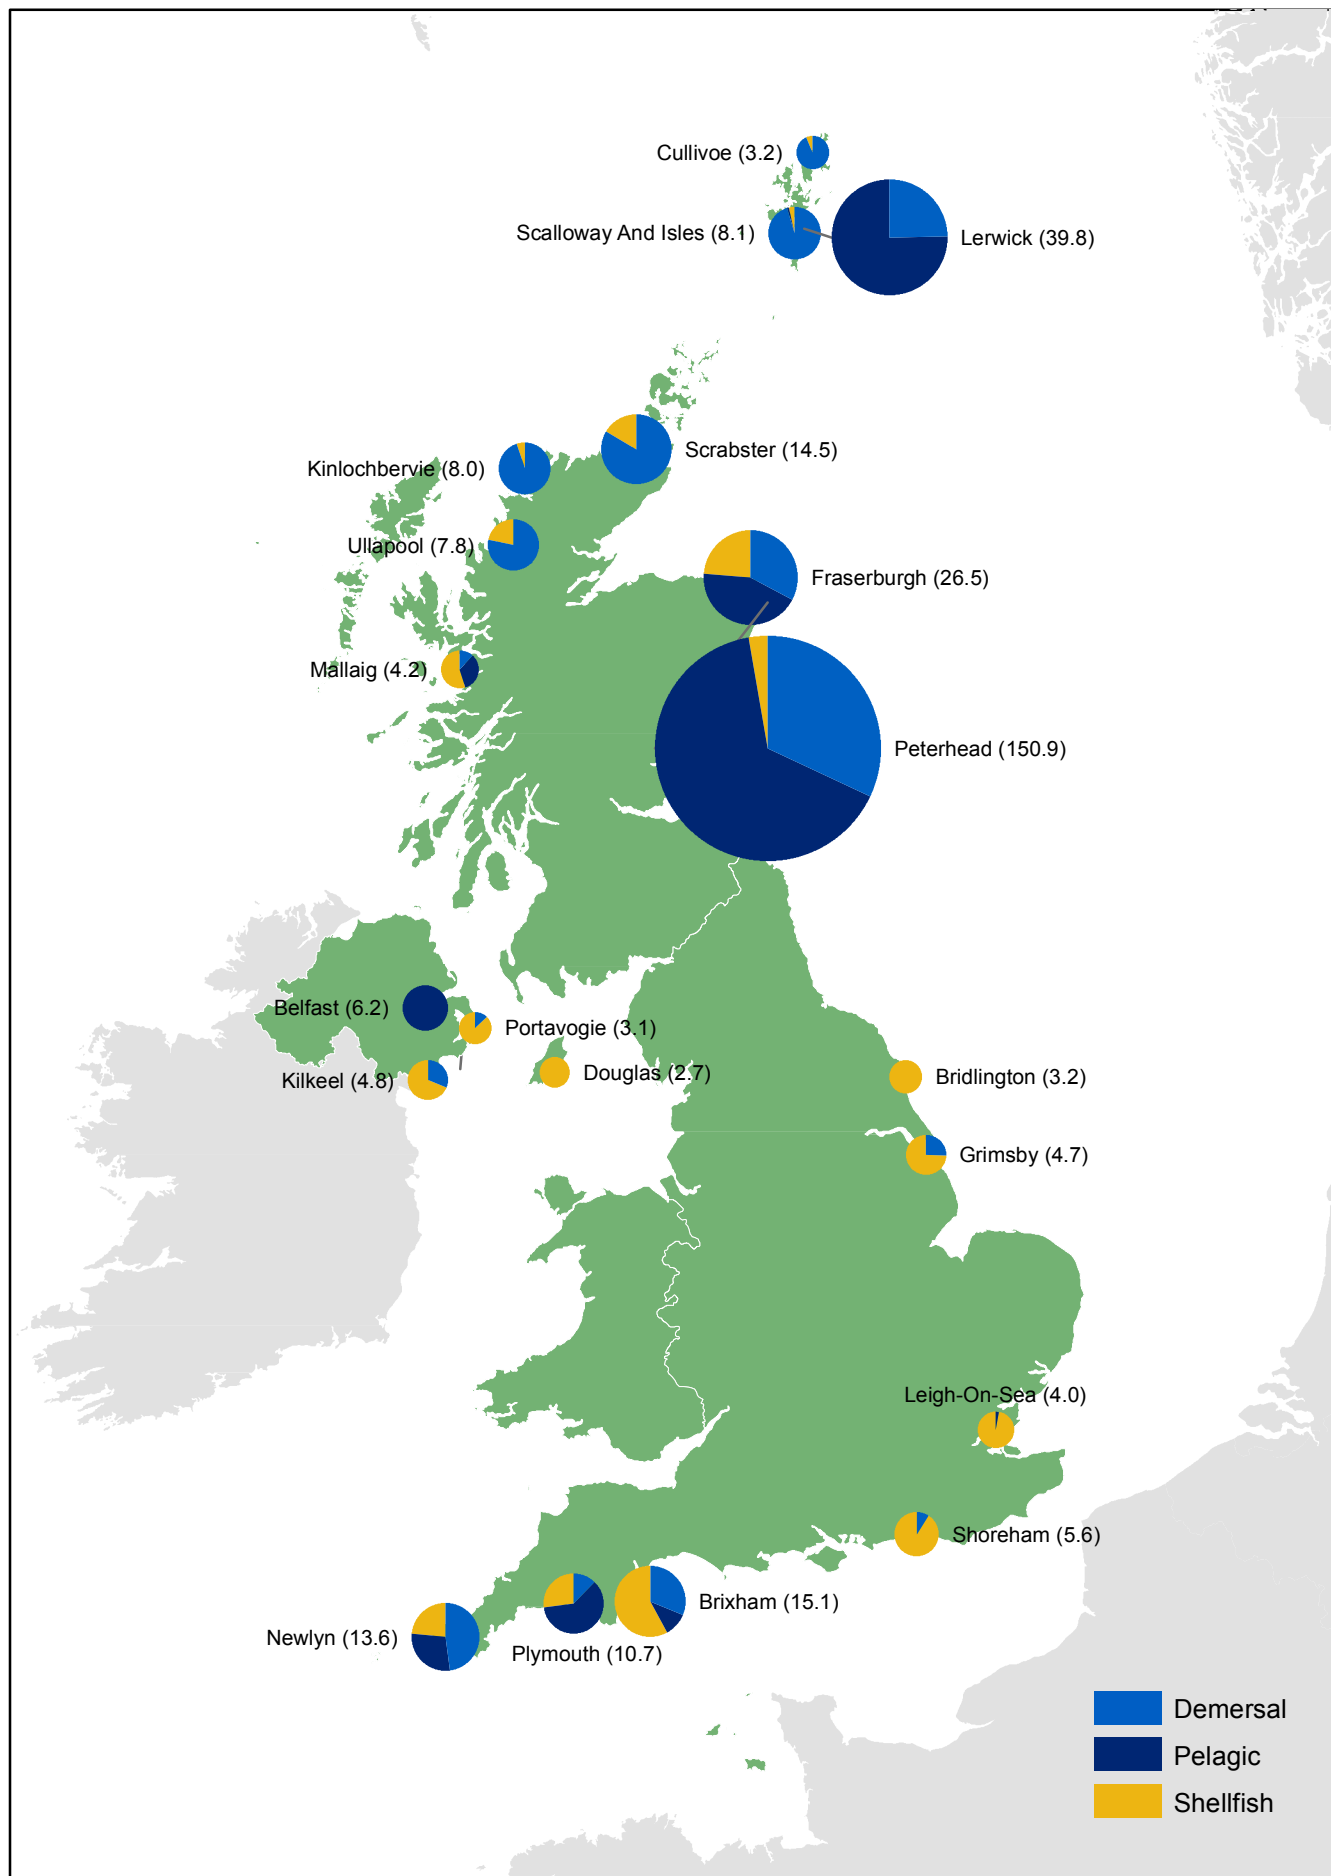 Cullivoe (3.2)
Scalloway And Isles (8.1)
Lerwick (39.8)
Scrabster (14.5)
Kinlochbervie (8.0)
Ullapool (7.8)
Fraserburgh (26.5)
Mallaig (4.2)
Peterhead (150.9)
Belfast (6.2)
Portavogie (3.1)
Douglas (2.7)
Kilkeel (4.8)
Bridlington (3.2)
Grimsby (4.7)
Leigh-On-Sea (4.0)
Shoreham (5.6)
Brixham (15.1)
Newlyn (13.6)
Plymouth (10.7)
Demersal
Pelagic
Shellfish